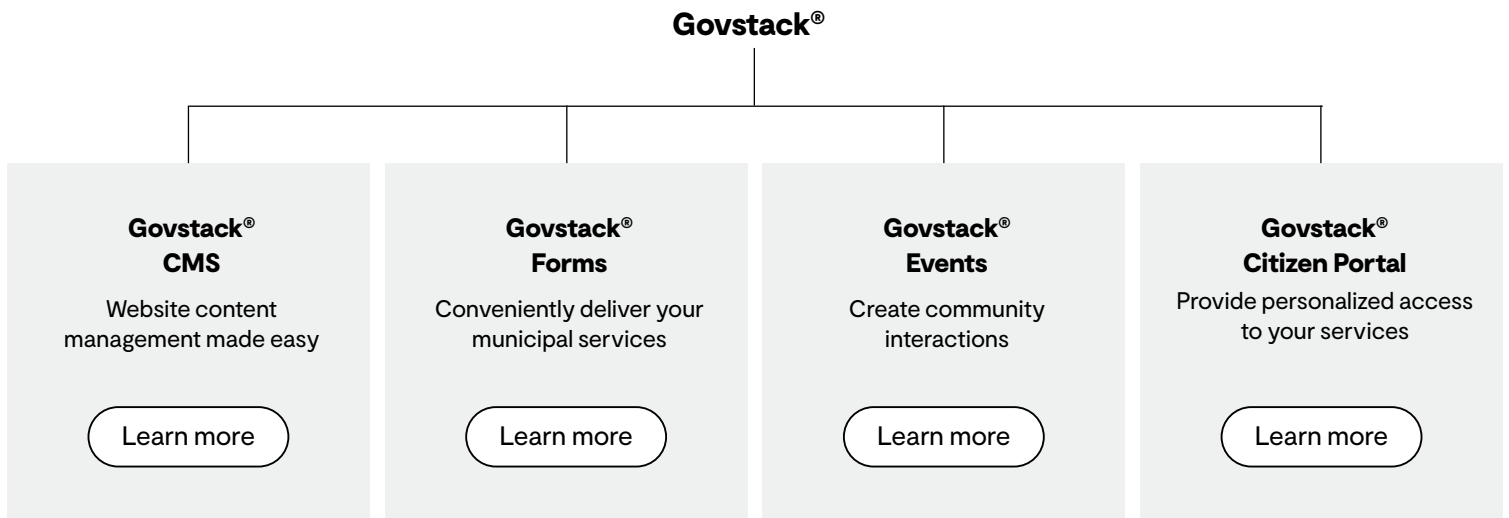 Govstack®
Govstack®
CMS
Website content
management made easy
Learn more
Govstack®
Forms
Conveniently deliver your
municipal services
Learn more
Govstack®
Events
Create community
interactions
Learn more
Govstack®
Citizen Portal
Provide personalized access
to your services
Learn more